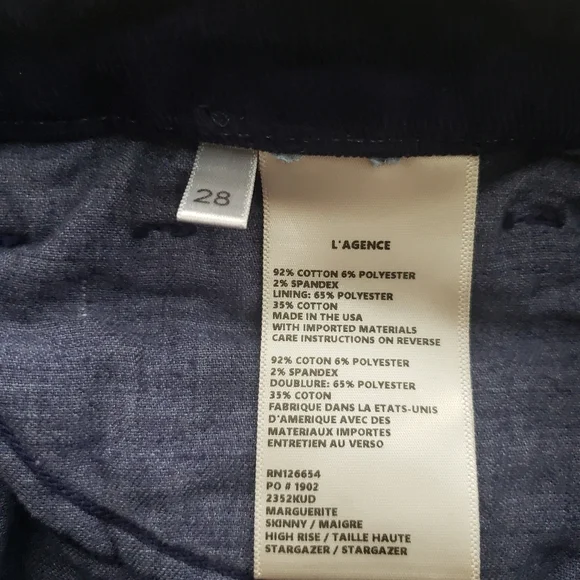 28
L'AGENCE
92% COTTON 6% POLYESTER
2% SPANDEX
LINING: 65% POLYESTER
35% COTTON
MADE IN THE USA
WITH IMPORTED MATERIALS
CARE INSTRUCTIONS ON REVERSE
92% COTON 6% POLYESTER
2% SPANDEX
DOUBLURE: 65% POLYESTER
35% COTON
FABRIQUE DANS LA ETATS-UNIS
D'AMERIQUE AVEC DES
MATERIAUX IMPORTES
ENTRETIEN AU VERSO
RN126654
PO # 1902
2352KUD
MARGUERITE
SKINNY / MAIGRE
HIGH RISE / TAILLE HAUTE
STARGAZER / STARGAZER